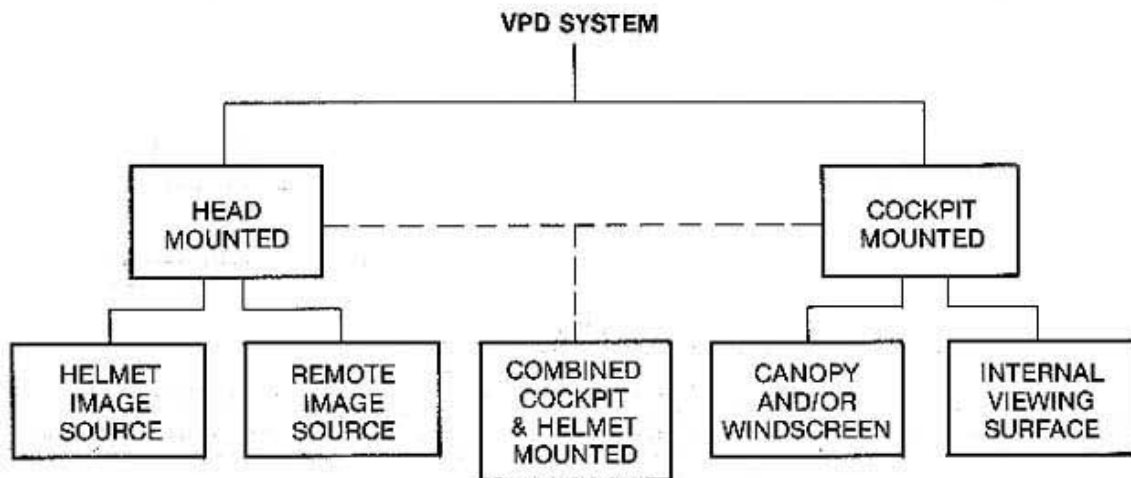 VPD SYSTEM
HEAD
MOUNTED
COCKPIT
MOUNTED
HELMET
IMAGE
SOURCE
REMOTE
IMAGE
SOURCE
COMBINED
COCKPIT
& HELMET
MOUNTED
CANOPY
AND/OR
WINDSCREEN
INTERNAL
VIEWING
SURFACE